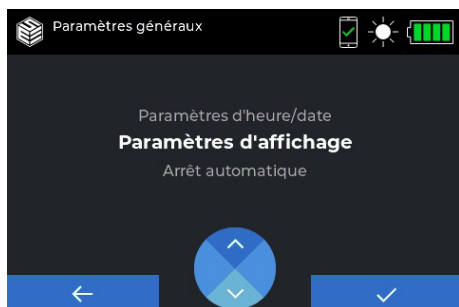 Paramètres généraux
Paramètres d'heure/date
Paramètres d'affichage
Arrêt automatique